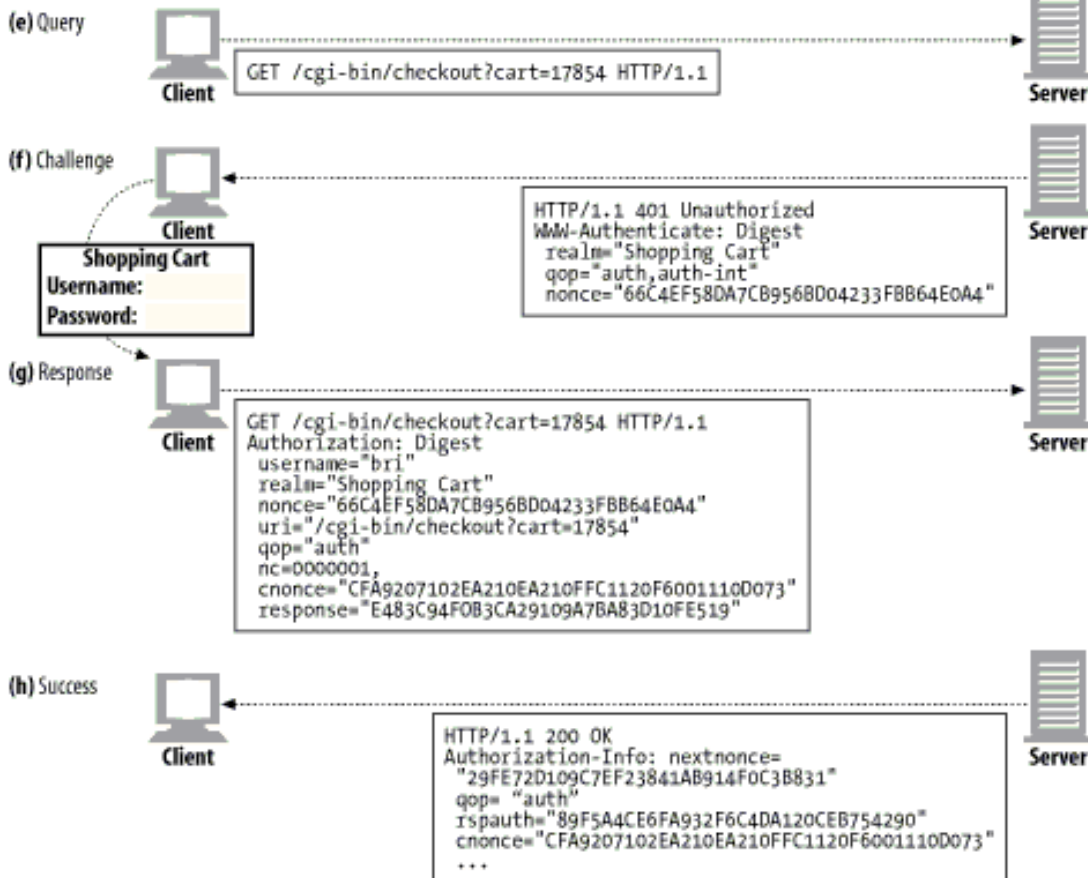 (e) Query
Client
GET /cgi-bin/checkout?cart=17854 HTTP/1.1
Server
(f) Challenge
Client
HTTP/1.1 401 Unauthorized
WWW-Authenticate: Digest
realm="Shopping Cart"
qop="auth,auth-int"
nonce="66C4EF58DA7CB956BD04233FBB64E0A4"
Server
Shopping Cart
Username:
Password:
(g) Response
Client
GET /cgi-bin/checkout?cart=17854 HTTP/1.1
Authorization: Digest
username="bri"
realm="Shopping Cart"
nonce="66C4EF58DA7CB956BD04233FBB64E0A4"
uri="/cgi-bin/checkout?cart=17854"
qop="auth"
nc=0000001,
cnonce="CFA9207102EA210EA210FFC1120F6001110D073"
response="E483C94F0B3CA29109A7BA83D10FE519"
Server
(h) Success
Client
HTTP/1.1 200 OK
Authorization-Info: nextnonce=
"29FE72D109C7EF23841AB914F0C3B831"
qop= “auth”
rspauth="89F5A4CE6FA932F6C4DA120CEB754290"
cnonce="CFA9207102EA210EA210FFC1120F6001110D073"
...
Server